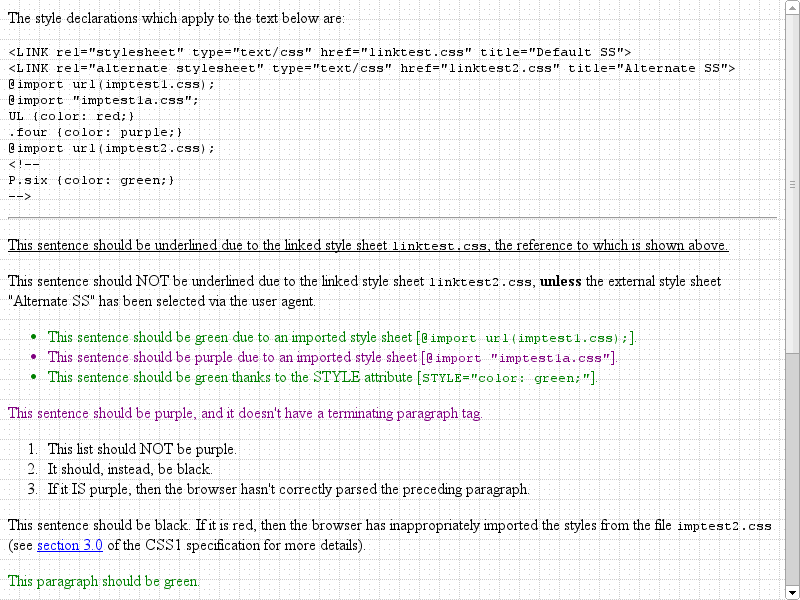 The style declarations which apply to the text below are:
<LINK rel="stylesheet" type="text/css" href="linktest.css" title="Default SS">
<LINK rel="alternate stylesheet" type="text/css" href="linktest2.css" title="Alternate SS">
@import url(imptest1.css);
@import "imptest1a.css";
UL {color: red;}
.four {color: purple;}
@import url(imptest2.css);
<!--
P.six {color: green;}
-->
This sentence should be underlined due to the linked style sheet linktest.css, the reference to which is shown above.
This sentence should NOT be underlined due to the linked style sheet linktest2.css, unless the external style sheet
"Alternate SS" has been selected via the user agent.
• This sentence should be green due to an imported style sheet [@import url(imptest1.css);].
• This sentence should be purple due to an imported style sheet [@import "imptest1a.css"].
• This sentence should be green thanks to the STYLE attribute [STYLE="color: green;"].
This sentence should be purple, and it doesn't have a terminating paragraph tag.
1. This list should NOT be purple.
2. It should, instead, be black.
3. If it IS purple, then the browser hasn't correctly parsed the preceding paragraph.
This sentence should be black. If it is red, then the browser has inappropriately imported the styles from the file imptest2.css
(see section 3.0 of the CSS1 specification for more details).
This paragraph should be green.